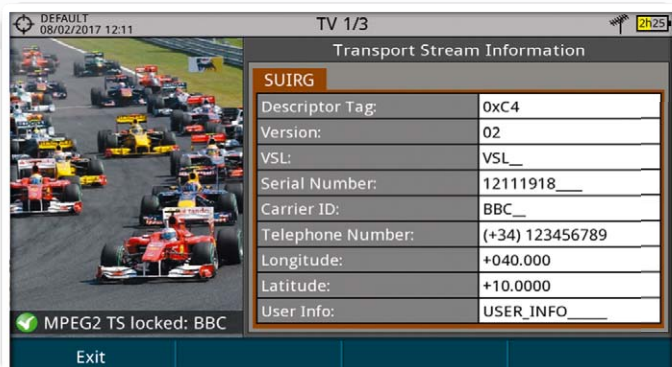 DEFAULT
08/02/2017 12:11
TV 1/3
2h25
Transport Stream Information
SUIRG
Descriptor Tag: 0xC4
Version: 02
VSL: VSL__
Serial Number: 12111918____
Carrier ID: BBC__
Telephone Number: (+34) 123456789
Longitude: +040.000
Latitude: +10.0000
User Info: USER_INFO______
MPEG2 TS locked: BBC
Exit